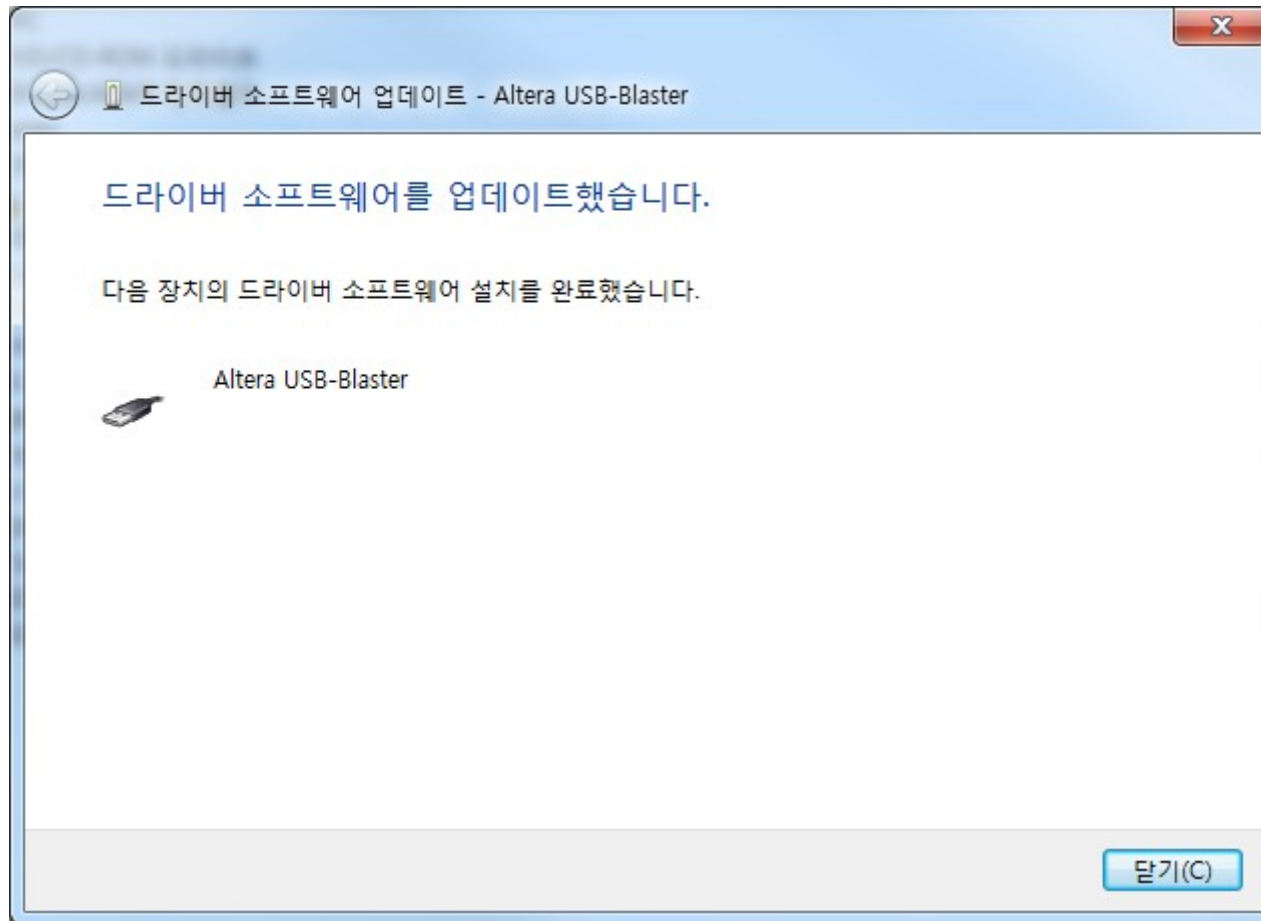 드라이버 소프트웨어 업데이트 - Altera USB-Blaster
드라이버 소프트웨어를 업데이트했습니다.
다음 장치의 드라이버 소프트웨어 설치를 완료했습니다.
Altera USB-Blaster
닫기(C)